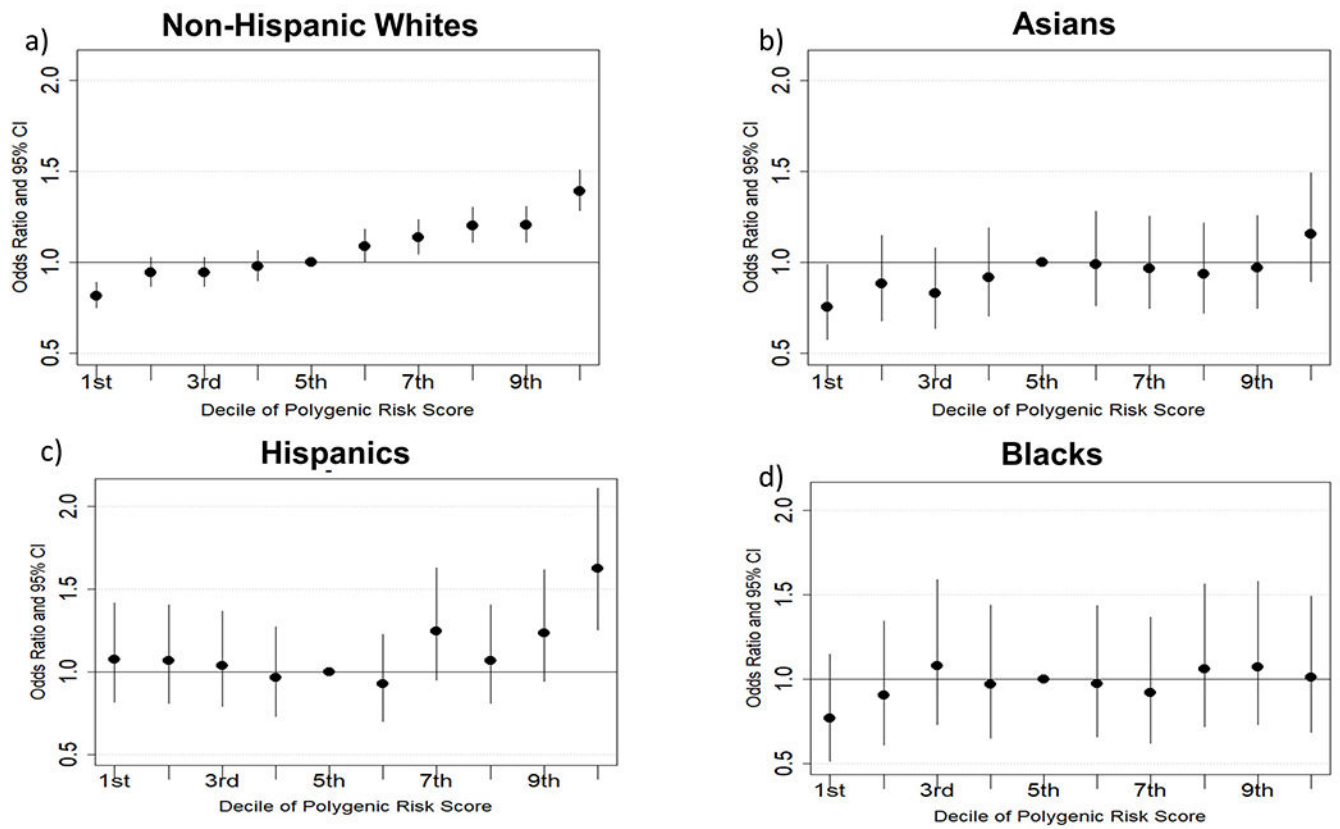 a)
Non-Hispanic Whites
Odds Ratio and 95% CI
2.0
1.5
1.0
0.5
1st 3rd 5th 7th 9th
Decile of Polygenic Risk Score
b)
Asians
Odds Ratio and 95% CI
2.0
1.5
1.0
0.5
1st 3rd 5th 7th 9th
Decile of Polygenic Risk Score
c)
Hispanics
Odds Ratio and 95% CI
2.0
1.5
1.0
0.5
1st 3rd 5th 7th 9th
Decile of Polygenic Risk Score
d)
Blacks
Odds Ratio and 95% CI
2.0
1.5
1.0
0.5
1st 3rd 5th 7th 9th
Decile of Polygenic Risk Score